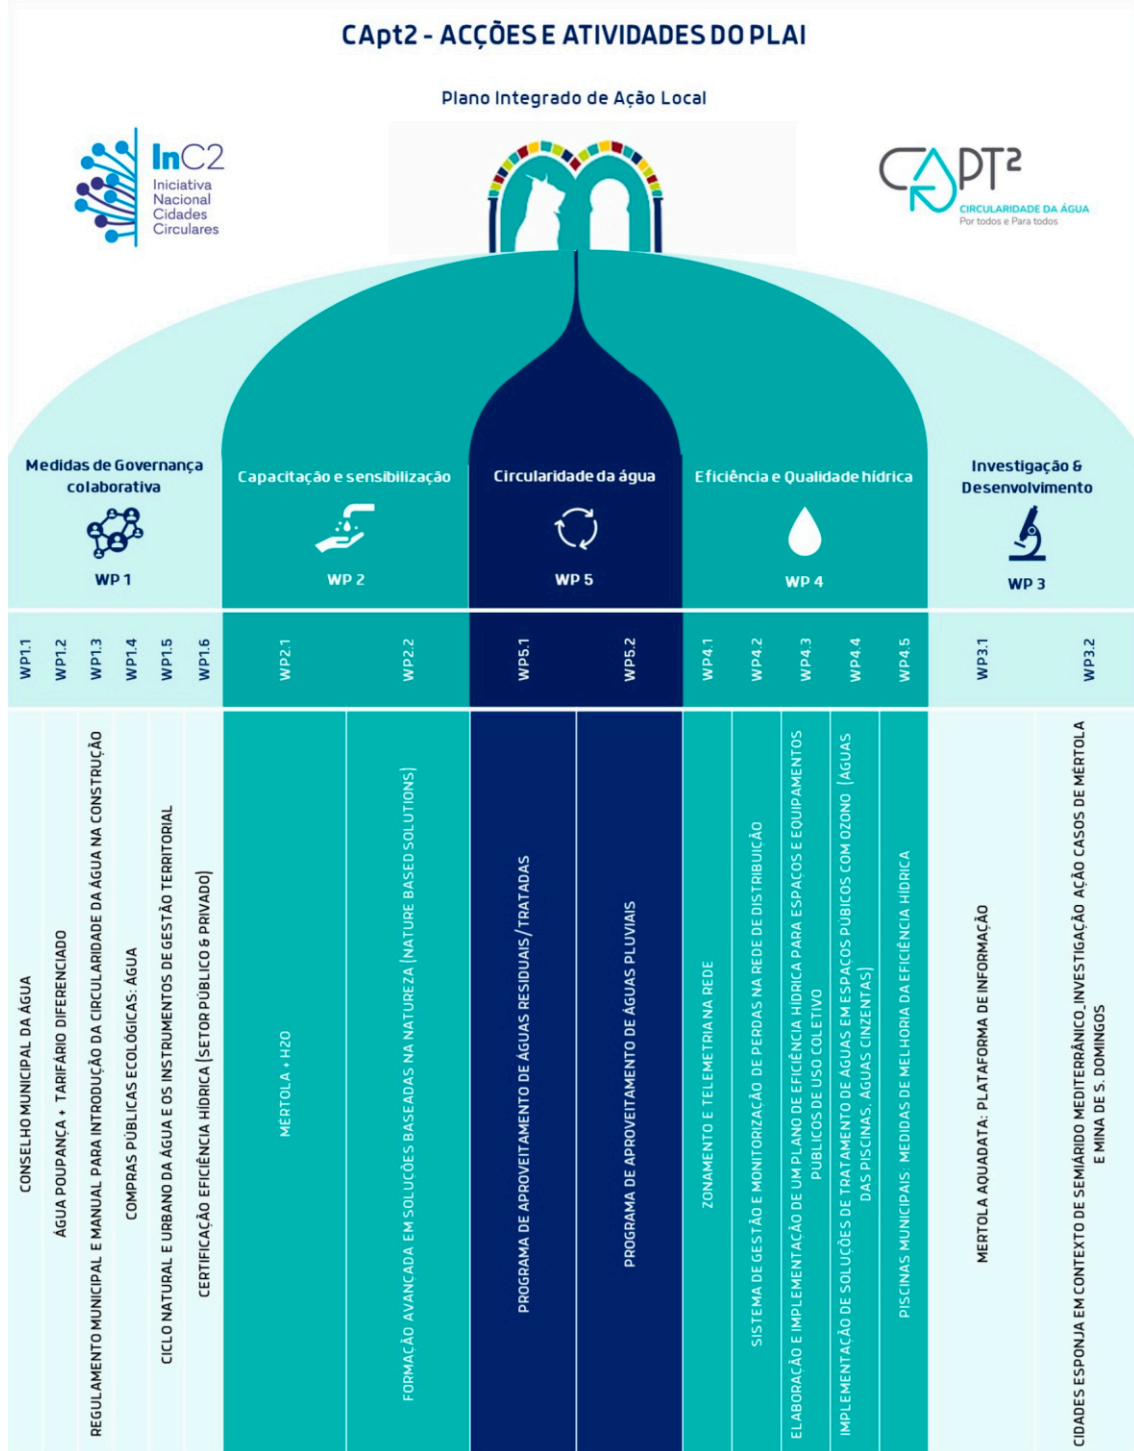 CApt2 - ACÇÕES E ATIVIDADES DO PLAI
Plano Integrado de Ação Local
InC2
Iniciativa
Nacional
Cidades
Circulares
CAPT2
CIRCULARIDADE DA ÁGUA
Por todos e Para todos
Medidas de Governança
colaborativa
WP 1
Capacitação e sensibilização
WP 2
Circularidade da água
WP 5
Eficiência e Qualidade hídrica
WP 4
Investigação &
Desenvolvimento
WP 3
WP1.1
WP1.2
WP1.3
WP1.4
WP1.5
WP1.6
WP2.1
WP2.2
WP5.1
WP5.2
WP4.1
WP4.2
WP4.3
WP4.4
WP4.5
WP3.1
WP3.2
CONSELHO MUNICIPAL DA ÁGUA
ÁGUA POUPANÇA + TARIFÁRIO DIFERENCIADO
REGULAMENTO MUNICIPAL E MANUAL PARA INTRODUÇÃO DA CIRCULARIDADE DA ÁGUA NA CONSTRUÇÃO
COMPRAS PÚBLICAS ECOLÓGICAS: ÁGUA
CICLO NATURAL E URBANO DA ÁGUA E OS INSTRUMENTOS DE GESTÃO TERRITORIAL
CERTIFICAÇÃO EFICIÊNCIA HÍDRICA (SETOR PÚBLICO & PRIVADO)
MÉRTOLA + H2O
FORMAÇÃO AVANCADA EM SOLUCÕES BASEADAS NA NATUREZA (NATURE BASED SOLUTIONS)
PROGRAMA DE APROVEITAMENTO DE ÁGUAS RESIDUAIS/TRATADAS
PROGRAMA DE APROVEITAMENTO DE ÁGUAS PLUVIAIS
ZONAMENTO E TELEMETRIA NA REDE
SISTEMA DE GESTÃO E MONITORIZAÇÃO DE PERDAS NA REDE DE DISTRIBUIÇÃO
ELABORAÇÃO E IMPLEMENTAÇÃO DE UM PLANO DE EFICIÊNCIA HÍDRICA PARA ESPAÇOS E EQUIPAMENTOS
PÚBLICOS DE USO COLETIVO
IMPLEMENTAÇÃO DE SOLUCÕES DE TRATAMENTO DE ÁGUAS EM ESPAÇOS PÚBICOS COM OZONO (ÁGUAS
DAS PISCINAS, ÁGUAS CINZENTAS)
PISCINAS MUNICIPAIS: MEDIDAS DE MELHORIA DA EFICIÊNCIA HÍDRICA
MERTOLA AQUADATA: PLATAFORMA DE INFORMAÇÃO
CIDADES ESPONJA EM CONTEXTO DE SEMIÁRIDO MEDITERRÂNICO_INVESTIGAÇÃO AÇÃO CASOS DE MÉRTOLA
E MINA DE S. DOMINGOS